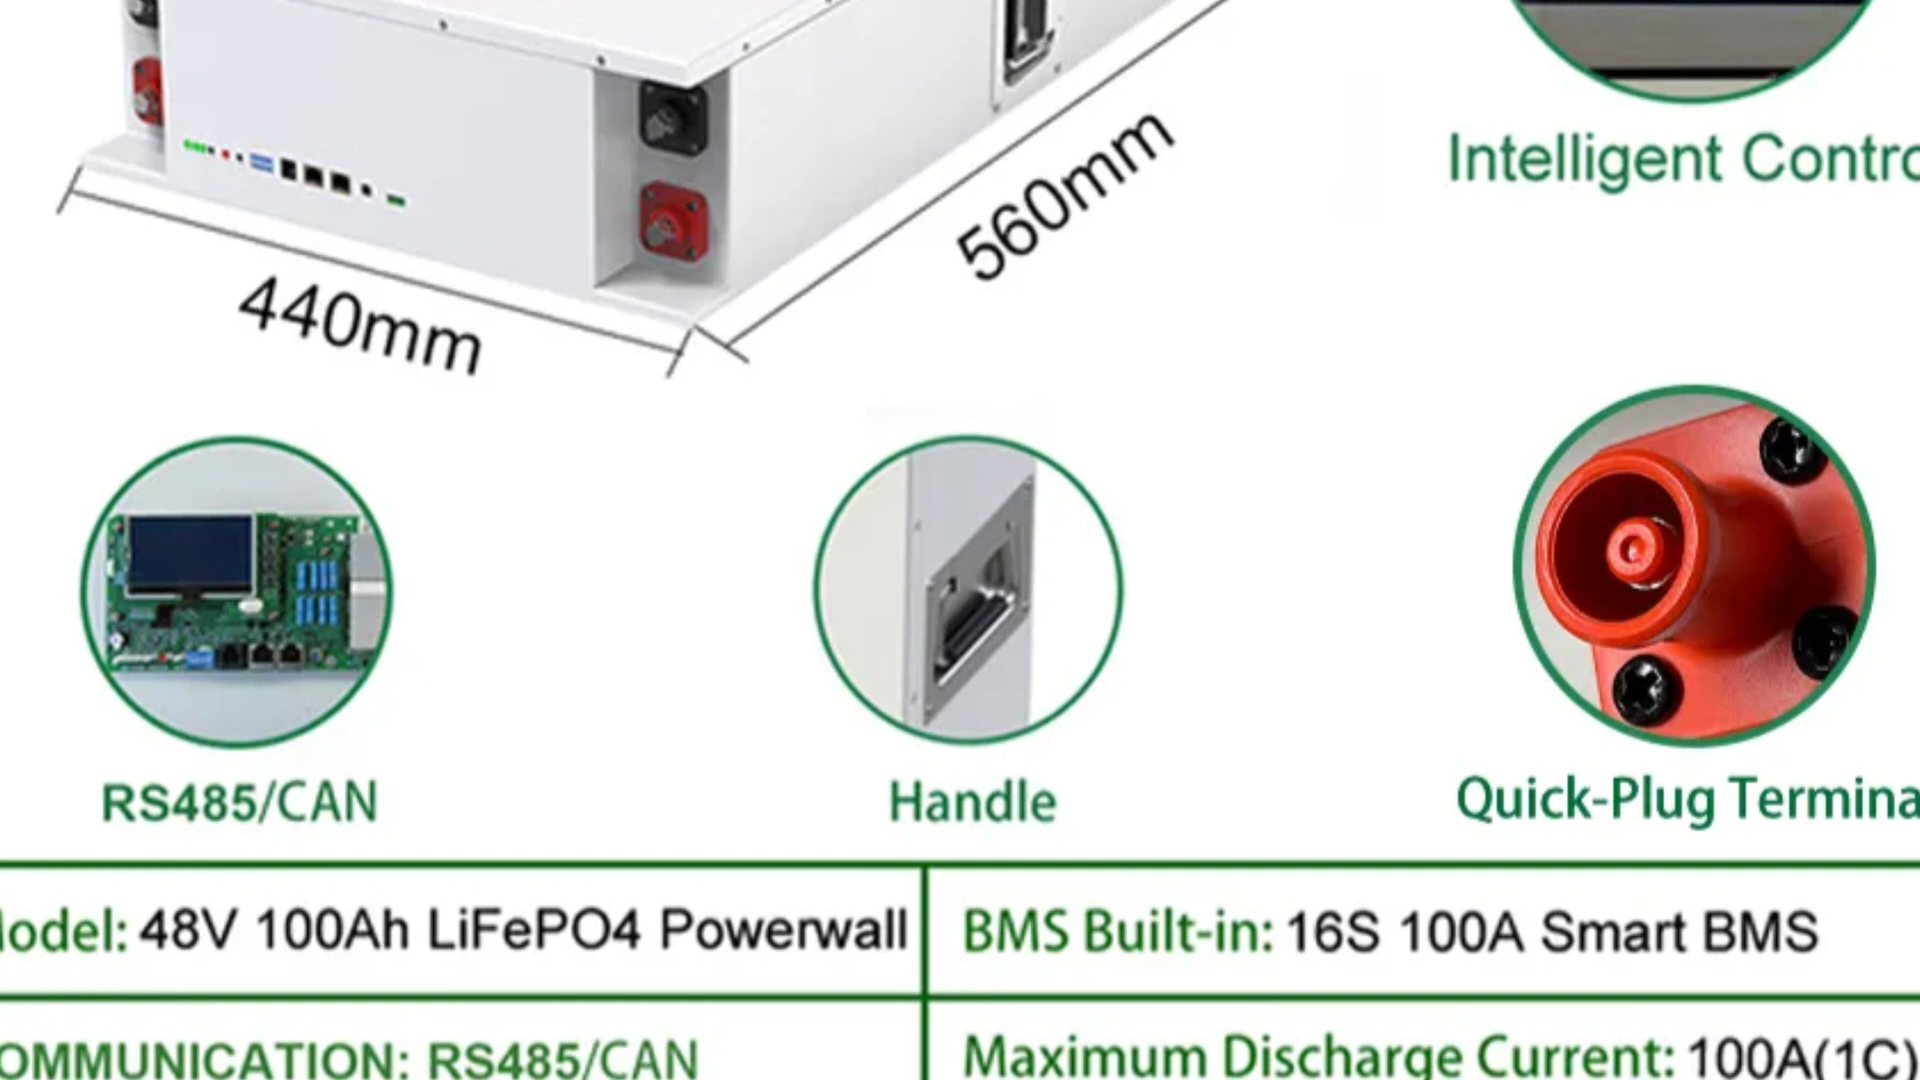 560mm
Intelligent Contro
440mm
RS485/CAN
Handle
Quick-Plug Termina
odel: 48V 100Ah LiFePO4 Powerwall
BMS Built-in: 16S 100A Smart BMS
OMMUNICATION: RS485/CAN
Maximum Discharge Current: 100A(1C)